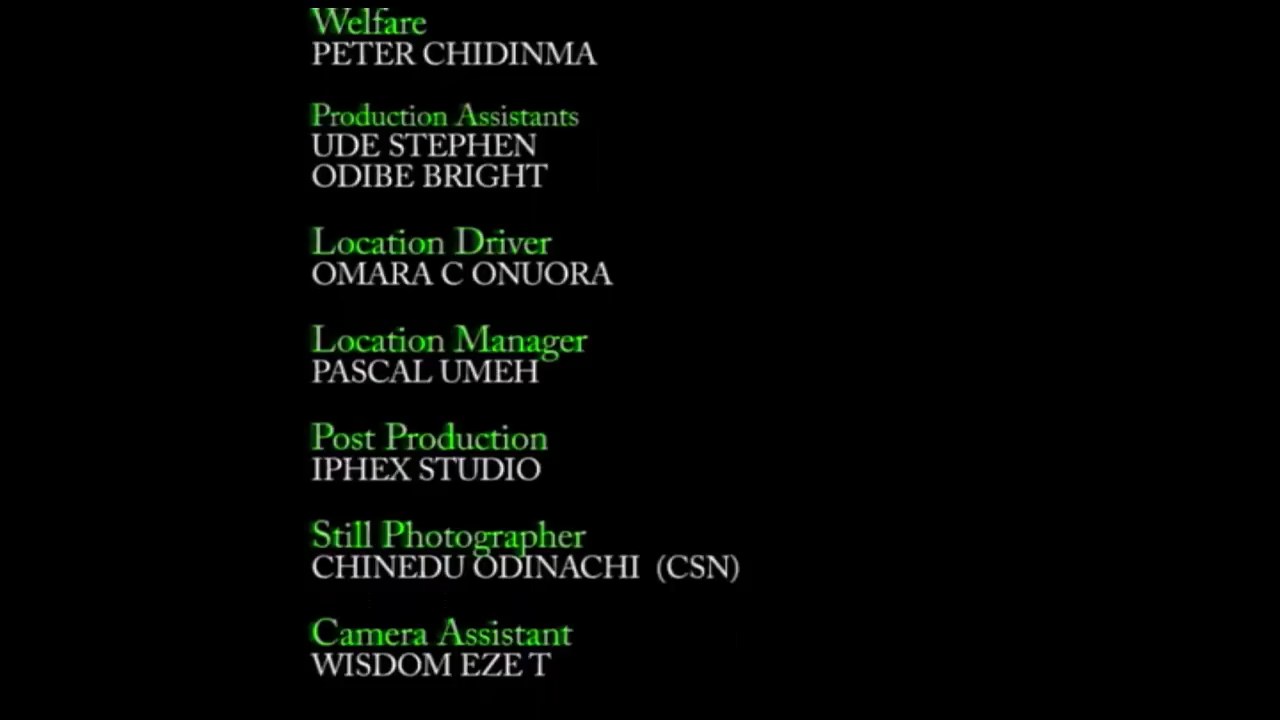 Welfare
PETER CHIDINMA
Production Assistants
UDE STEPHEN
ODIBE BRIGHT
Location Driver
OMARA C ONUORA
Location Manager
PASCAL UMEH
Post Production
IPHEX STUDIO
Still Photographer
CHINEDU ODINACHI (CSN)
Camera Assistant
WISDOM EZE T